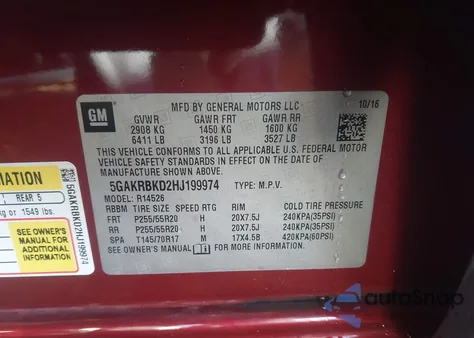 MFD BY GENERAL MOTORS LLC
10/16
GM
GVWR GAWR FRT GAWR RR
2908 KG 1450 KG 1600 KG
6411 LB 3196 LB 3527 LB
THIS VEHICLE CONFORMS TO ALL APPLICABLE U.S. FEDERAL MOTOR
VEHICLE SAFETY STANDARDS IN EFFECT ON THE DATE OF
MANUFACTURE SHOWN ABOVE.
5GAKRBKD2HJ199974 TYPE: M.P.V.
MODEL: R14526
RBBM TIRE SIZE SPEED RTG RIM COLD TIRE PRESSURE
FRT P255/55R20 H 20X7.5J 240KPA(35PSI)
RR P255/55R20 H 20X7.5J 240KPA(35PSI)
SPA T145/70R17 M 17X4.5B 420KPA(60PSI)
SEE OWNER'S MANUAL FOR MORE INFORMATION.
REAR 5
kg or 1549 lbs.
SEE OWNER'S
MANUAL FOR
ADDITIONAL
INFORMATION
5GAKRBKD2HJ199974
autoSnap